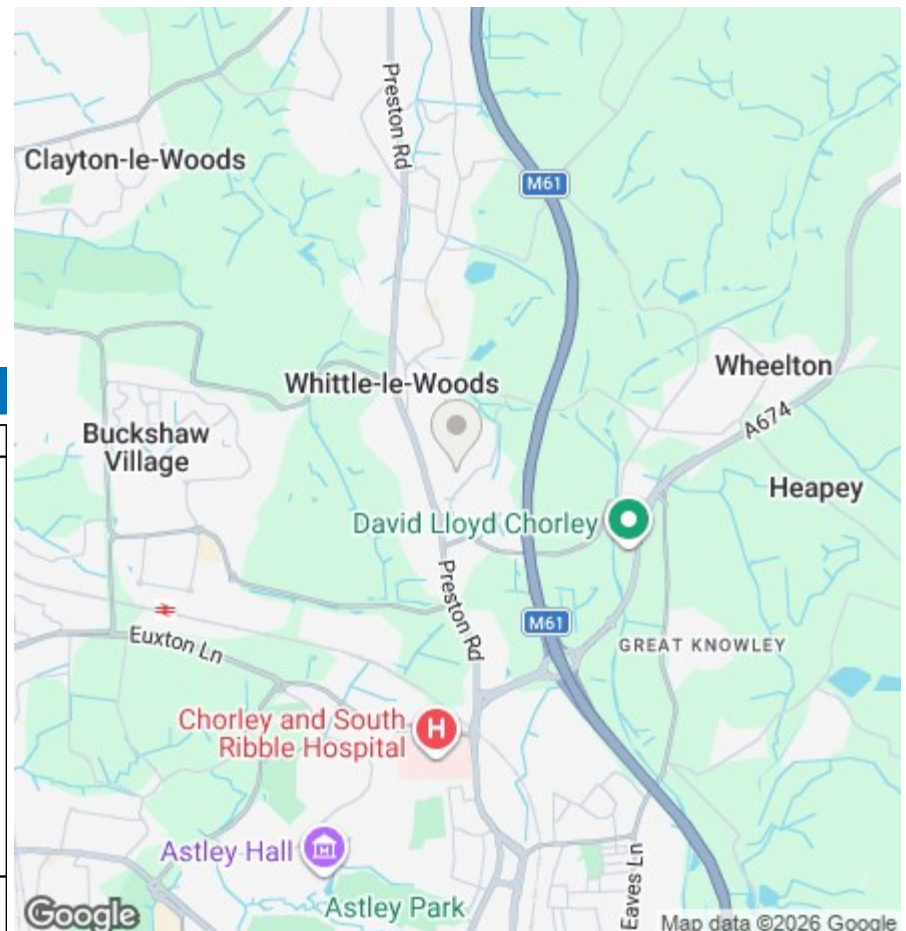 Preston Rd
Clayton-le-Woods
M61
Wheelton
Whittle-le-Woods
A674
Buckshaw
Village
Heapey
David Lloyd Chorley
Preston Rd
M61
Euxton Ln
GREAT KNOWLEY
Chorley and South
Ribble Hospital
H
Astley Hall
Eaves Ln
Astley Park
Google
Map data ©2026 Google